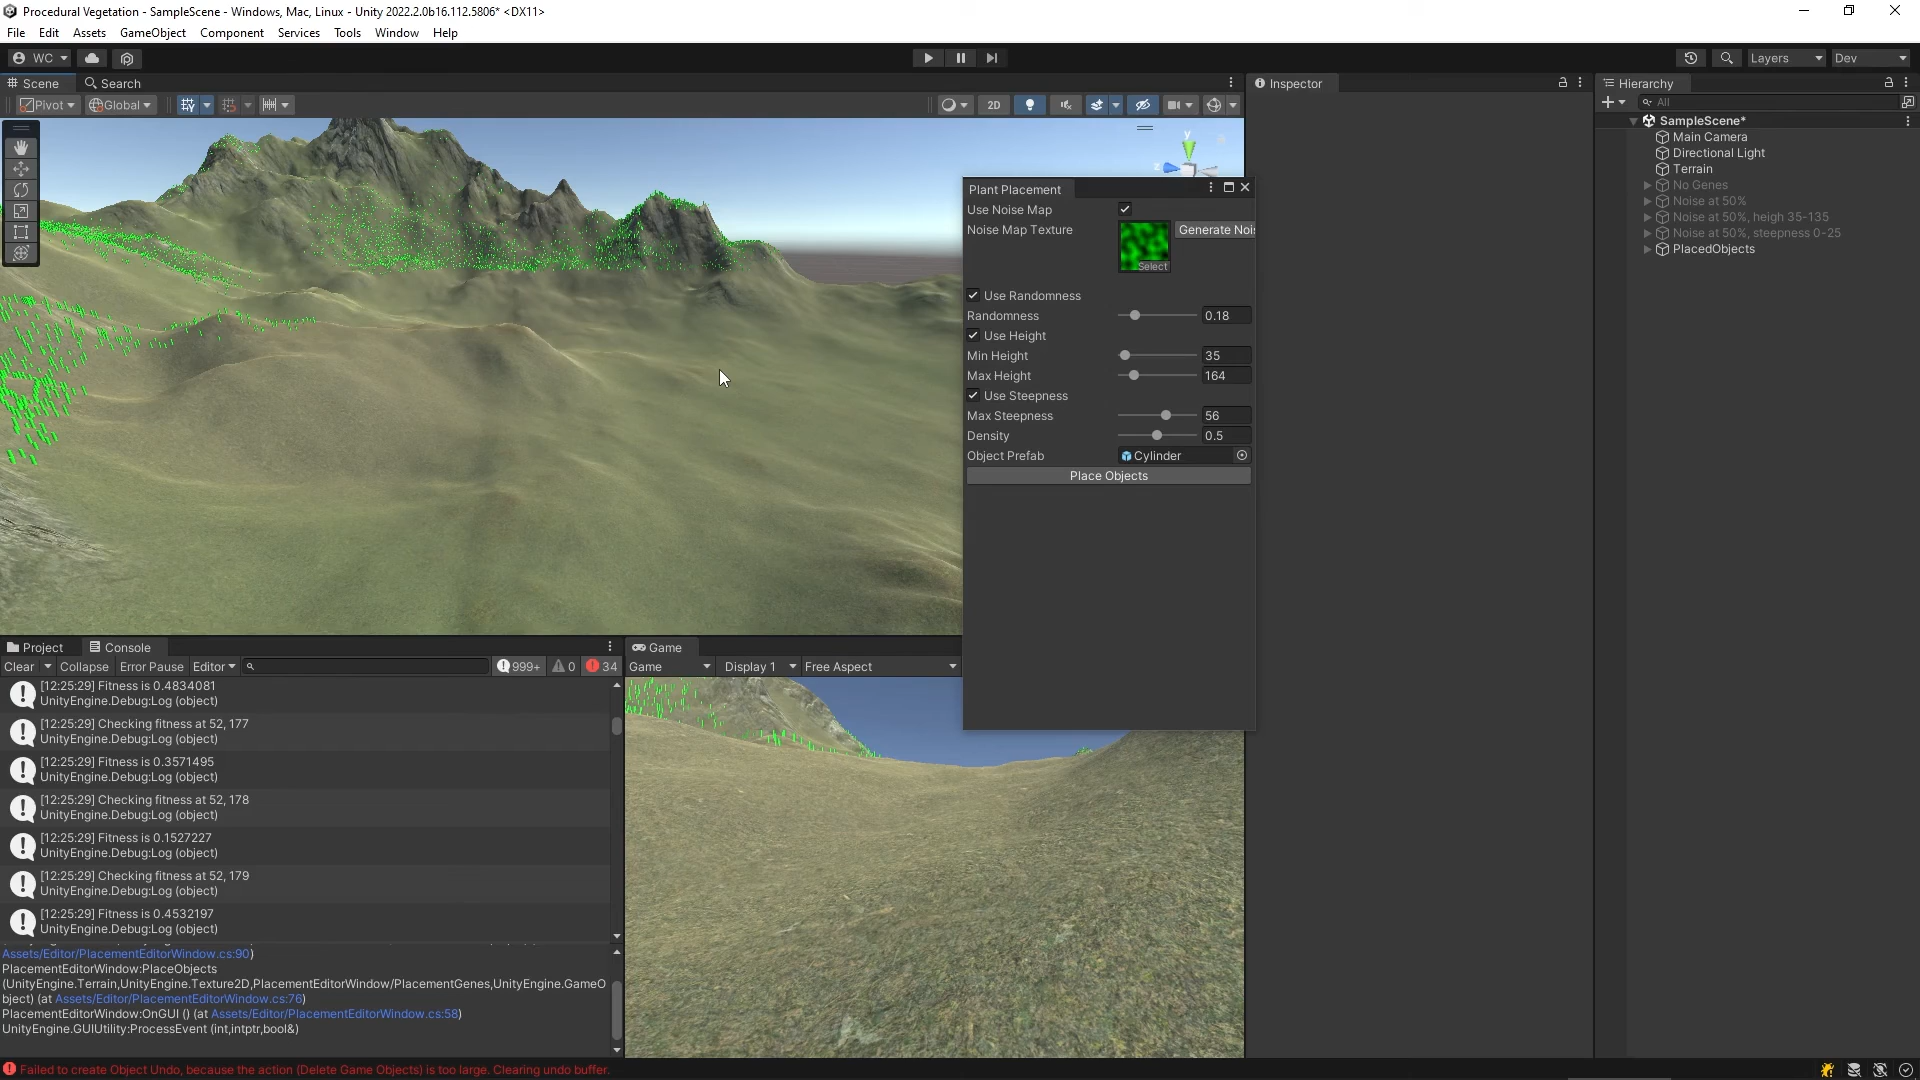 Procedural Vegetation - SampleScene - Windows, Mac, Linux - Unity 2022.2.0b16.112.5806* <DX11>
File Edit Assets GameObject Component Services Tools Window Help
WC Layers Dev
Scene Search
Pivot Global 2D
y
z
Plant Placement
Use Noise Map
Noise Map Texture Generate Nois
Select
Use Randomness
Randomness 0.18
Use Height
Min Height 35
Max Height 164
Use Steepness
Max Steepness 56
Density 0.5
Object Prefab Cylinder
Place Objects
Inspector
Hierarchy
All
SampleScene*
Main Camera
Directional Light
Terrain
No Genes
Noise at 50%
Noise at 50%, heigh 35-135
Noise at 50%, steepness 0-25
PlacedObjects
Project Console
Clear Collapse Error Pause Editor 999+ 0 34
[12:25:29] Fitness is 0.4834081
UnityEngine.Debug:Log (object)
[12:25:29] Checking fitness at 52, 177
UnityEngine.Debug:Log (object)
[12:25:29] Fitness is 0.3571495
UnityEngine.Debug:Log (object)
[12:25:29] Checking fitness at 52, 178
UnityEngine.Debug:Log (object)
[12:25:29] Fitness is 0.1527227
UnityEngine.Debug:Log (object)
[12:25:29] Checking fitness at 52, 179
UnityEngine.Debug:Log (object)
[12:25:29] Fitness is 0.4532197
UnityEngine.Debug:Log (object)
Assets/Editor/PlacementEditorWindow.cs:90)
PlacementEditorWindow:PlaceObjects
(UnityEngine.Terrain,UnityEngine.Texture2D,PlacementEditorWindow/PlacementGenes,UnityEngine.GameO
bject) (at Assets/Editor/PlacementEditorWindow.cs:76)
PlacementEditorWindow:OnGUI () (at Assets/Editor/PlacementEditorWindow.cs:58)
UnityEngine.GUIUtility:ProcessEvent (int,intptr,bool&)
Game
Game Display 1 Free Aspect
Failed to create Object Undo, because the action (Delete Game Objects) is too large. Clearing undo buffer.